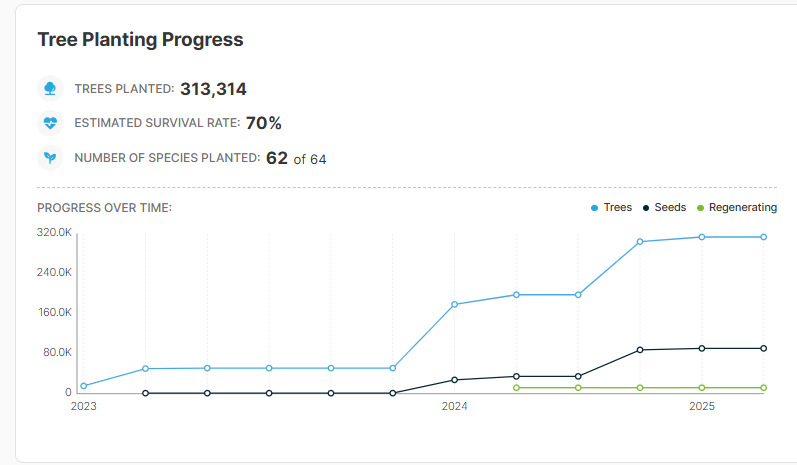 Tree Planting Progress
TREES PLANTED: 313,314
ESTIMATED SURVIVAL RATE: 70%
NUMBER OF SPECIES PLANTED: 62 of 64
PROGRESS OVER TIME: Trees Seeds Regenerating
320.0K
240.0K
160.0K
80.0K
0
2023 2024 2025